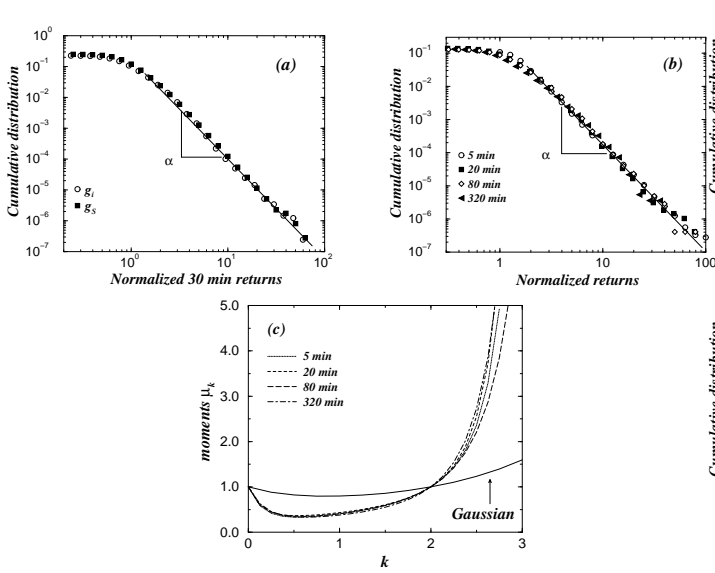 10^0
10^-1
10^-2
10^-3
10^-4
10^-5
10^-6
10^-7
Cumulative distribution
(a)
α
g_i
g_S
10^0 10^1 10^2
Normalized 30 min returns
10^-1
10^-2
10^-3
10^-4
10^-5
10^-6
10^-7
Cumulative distribution
(b)
α
5 min
20 min
80 min
320 min
1 10 100
Normalized returns
Cumulative distribution
5.0
4.0
3.0
2.0
1.0
0.0
moments μ_k
(c)
5 min
20 min
80 min
320 min
Gaussian
0 1 2 3
k
Cumulative distribution